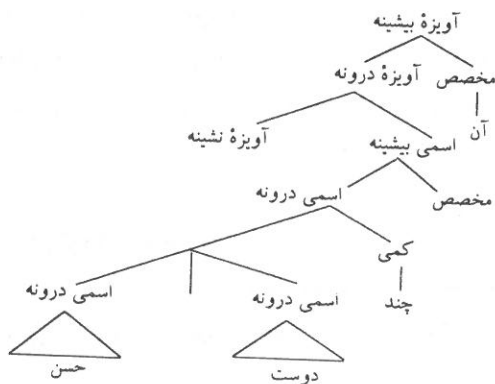 آویزهٔ بیشینه
مخصص آویزهٔ درونه
آن
اسمی بیشینه آویزهٔ نشینه
مخصص اسمی درونه
کمی
چند اسمی درونه اسمی درونه
دوست حسن